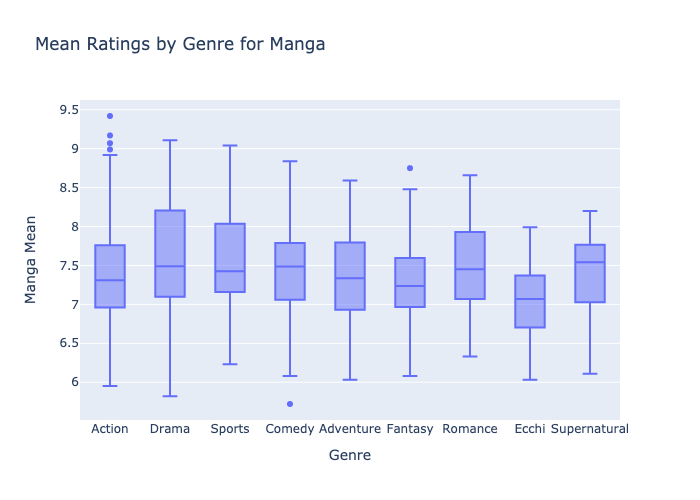 Mean Ratings by Genre for Manga
9.5
9
8.5
8
7.5
7
6.5
6
Manga Mean
Action Drama Sports Comedy Adventure Fantasy Romance Ecchi Supernatural
Genre